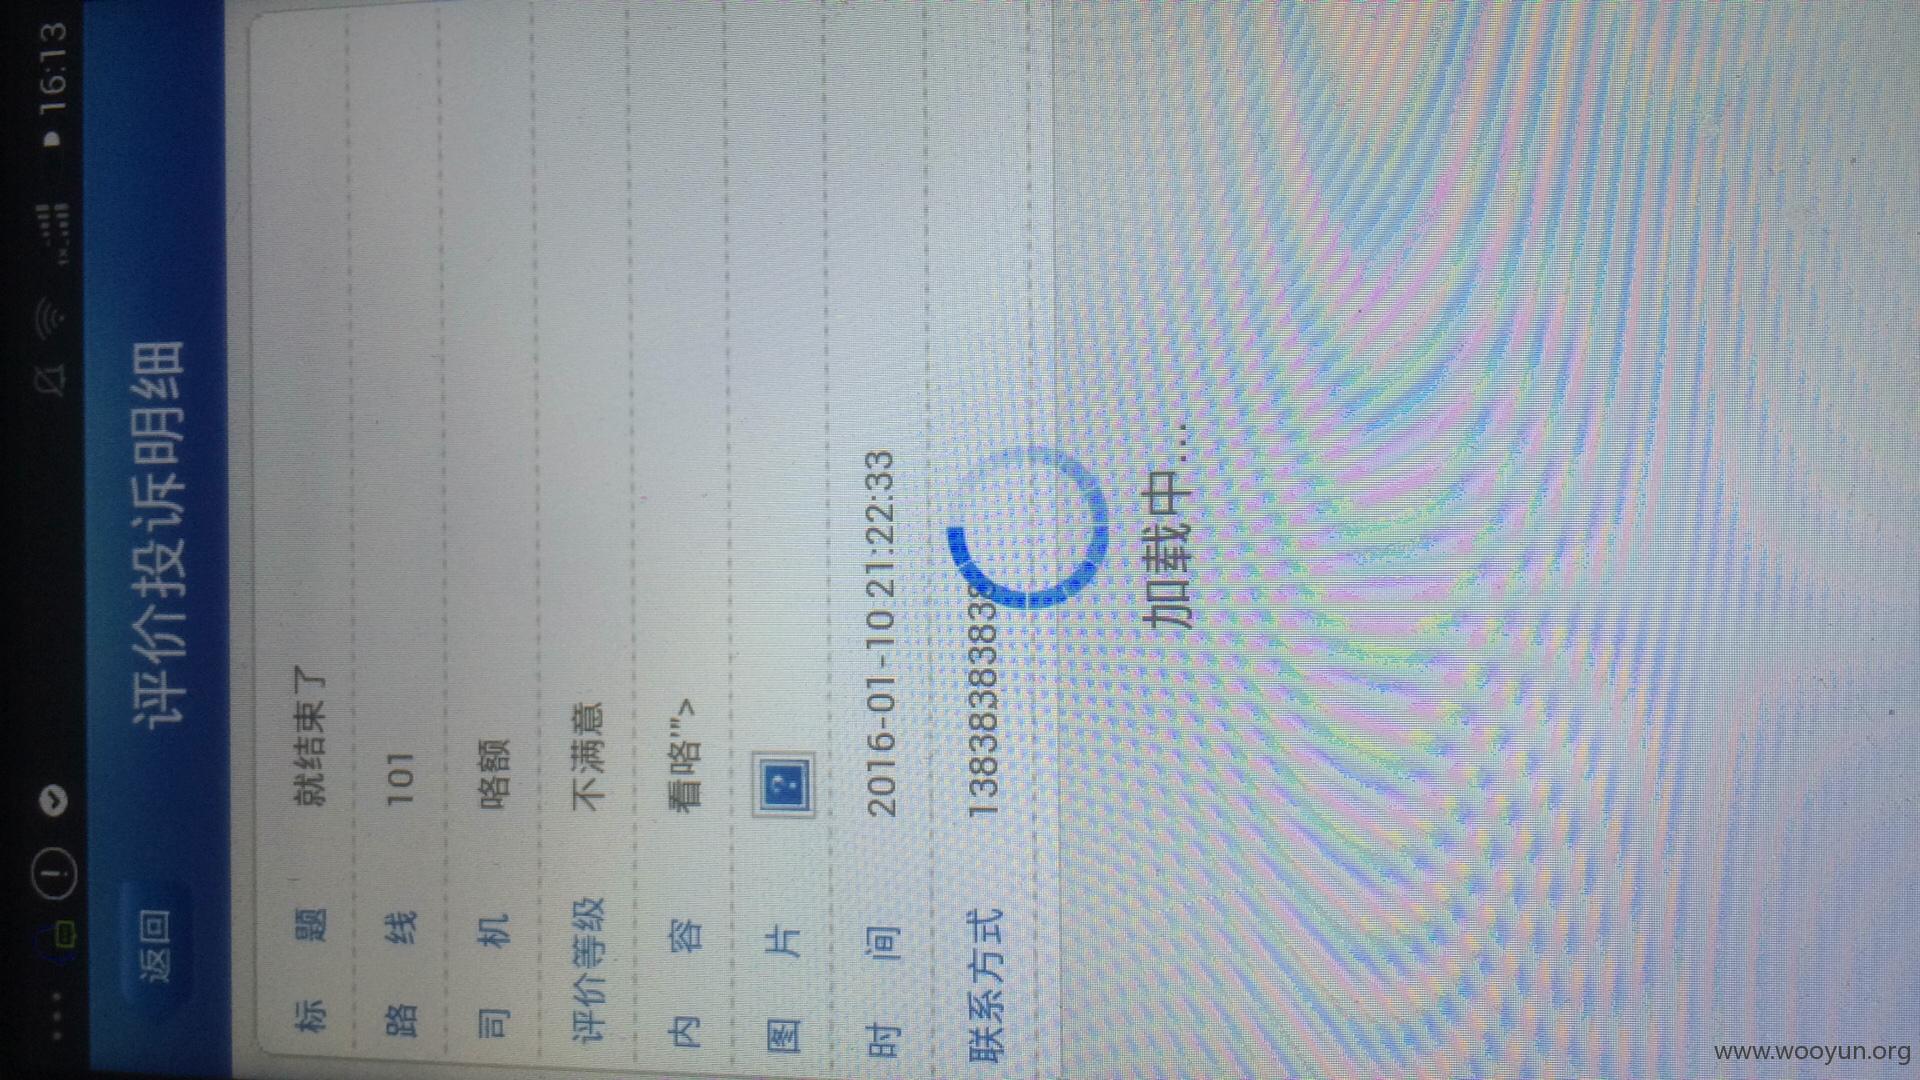 16:13
评价投诉明细
返回
标 题 就结束了
路 线 101
司 机 咯额
评价等级 不满意
内 容 看咯'">
图 片
时 间 2016-01-10 21:22:33
联系方式 1383838383
加载中...
www.wooyun.org